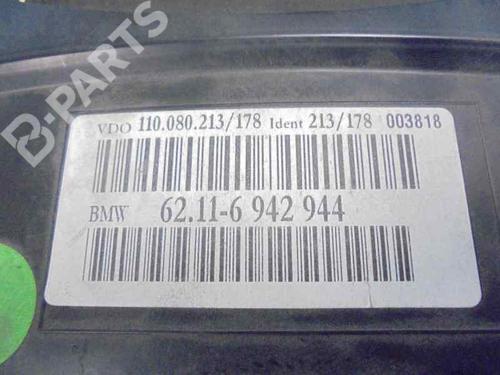 B-PARTS
VDO 110.080.213/178 Ident 213/178 003818
BMW 62.11-6 942 944